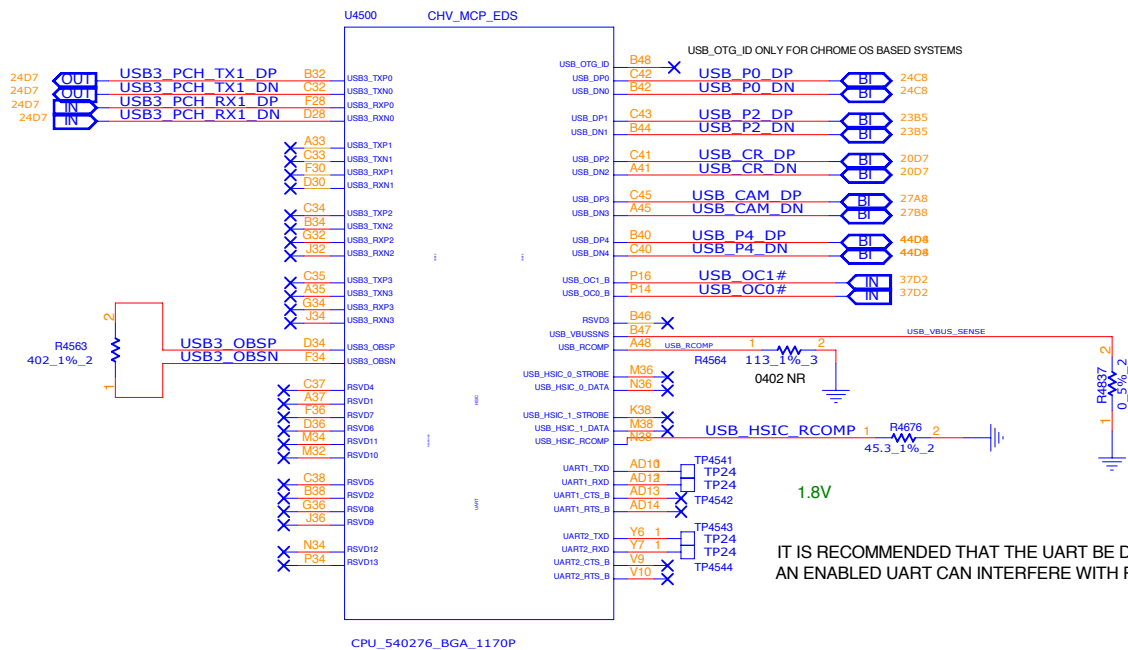 U4500 CHV_MCP_EDS
USB_OTG_ID ONLY FOR CHROME OS BASED SYSTEMS
USB_OTG_ID B48
24D7 OUT USB3_PCH_TX1_DP B32 USB3_TXP0 USB_DP0 C42 USB_P0_DP BI 24C8
24D7 OUT USB3_PCH_TX1_DN C32 USB3_TXN0 USB_DN0 B42 USB_P0_DN BI 24C8
24D7 IN USB3_PCH_RX1_DP F28 USB3_RXP0
24D7 IN USB3_PCH_RX1_DN D28 USB3_RXN0
USB_DP1 C43 USB_P2_DP BI 23B5
USB_DN1 B44 USB_P2_DN BI 23B5
A33 USB3_TXP1
C33 USB3_TXN1 USB_DP2 C41 USB_CR_DP BI 20D7
F30 USB3_RXP1 USB_DN2 A41 USB_CR_DN BI 20D7
D30 USB3_RXN1
USB_DP3 C45 USB_CAM_DP BI 27A8
C34 USB3_TXP2 USB_DN3 A45 USB_CAM_DN BI 27B8
B34 USB3_TXN2
G32 USB3_RXP2 USB_DP4 B40 USB_P4_DP BI 44D4
J32 USB3_RXN2 USB_DN4 C40 USB_P4_DN BI
C35 USB3_TXP3 USB_OC1_B P16 USB_OC1# IN 37D2
A35 USB3_TXN3 USB_OC0_B P14 USB_OC0# IN 37D2
G34 USB3_RXP3
J34 USB3_RXN3 RSVD3 B46
USB_VBUSSNS B47 USB_VBUS_SENSE
2 R4563 402_1%_2 1
USB3_OBSP D34 USB3_OBSP USB_RCOMP A48 USB_RCOMP 1 2
USB3_OBSN F34 USB3_OBSN R4564 113_1%_3
0402 NR
2 R4837 0_5%_2 1
USB_HSIC_0_STROBE M36
C37 RSVD4 USB_HSIC_0_DATA N36
A37 RSVD1
F36 RSVD7 USB_HSIC_1_STROBE K38
D36 RSVD6 USB_HSIC_1_DATA M38
M34 RSVD11 USB_HSIC_RCOMP N38 USB_HSIC_RCOMP 1 R4676 2
M32 RSVD10 45.3_1%_2
HSIC
UART1_TXD AD10 1 TP4541 TP24
C38 RSVD5 UART1_RXD AD12 TP24
B38 RSVD2 UART1_CTS_B AD13 TP4542
G36 RSVD8 UART1_RTS_B AD14
J36 RSVD9
UART
1.8V
UART2_TXD Y6 1 TP4543 TP24
N34 RSVD12 UART2_RXD Y7 1 TP24
P34 RSVD13 UART2_CTS_B V9 TP4544
UART2_RTS_B V10
IT IS RECOMMENDED THAT THE UART BE D
AN ENABLED UART CAN INTERFERE WITH
CPU_540276_BGA_1170P